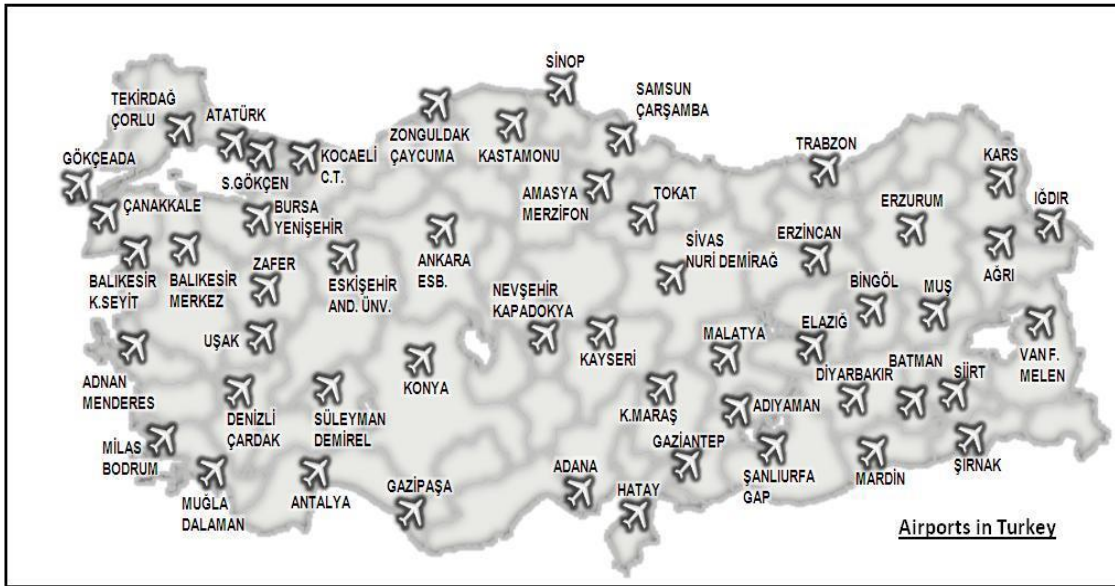 SİNOP
SAMSUN
ÇARŞAMBA
TEKİRDAĞ
ÇORLU
ATATÜRK
ZONGULDAK
ÇAYCUMA
KASTAMONU
KOCAELİ
C.T.
TRABZON
KARS
GÖKÇEADA
S.GÖKÇEN
AMASYA
MERZİFON
TOKAT
ERZURUM
IĞDIR
ÇANAKKALE
BURSA
YENİŞEHİR
SİVAS
NURİ DEMİRAĞ
ERZİNCAN
AĞRI
BALIKESİR
K.SEYİT
BALIKESİR
MERKEZ
ZAFER
ESKİŞEHİR
AND. ÜNV.
ANKARA
ESB.
NEVŞEHİR
KAPADOKYA
BİNGÖL
MUŞ
UŞAK
KAYSERİ
MALATYA
ELAZIĞ
VAN F.
MELEN
ADNAN
MENDERES
KONYA
DİYARBAKIR
BATMAN
SİİRT
DENİZLİ
ÇARDAK
SÜLEYMAN
DEMİREL
K.MARAŞ
ADIYAMAN
MİLAS
BODRUM
GAZİANTEP
ŞANLIURFA
GAP
MARDİN
ŞIRNAK
MUĞLA
DALAMAN
ANTALYA
GAZİPAŞA
ADANA
HATAY
Airports in Turkey